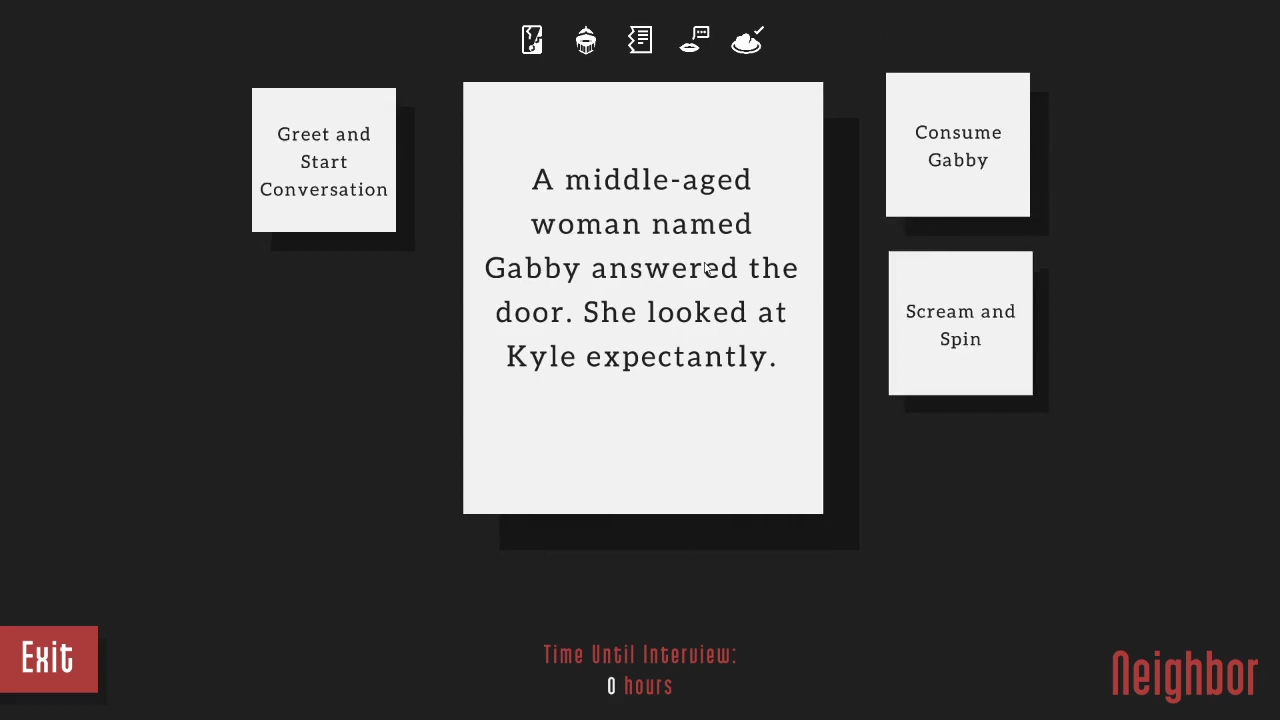 Greet and
Start
Conversation
A middle-aged
woman named
Gabby answered the
door. She looked at
Kyle expectantly.
Consume
Gabby
Scream and
Spin
Exit
Time Until Interview:
0 hours
Neighbor